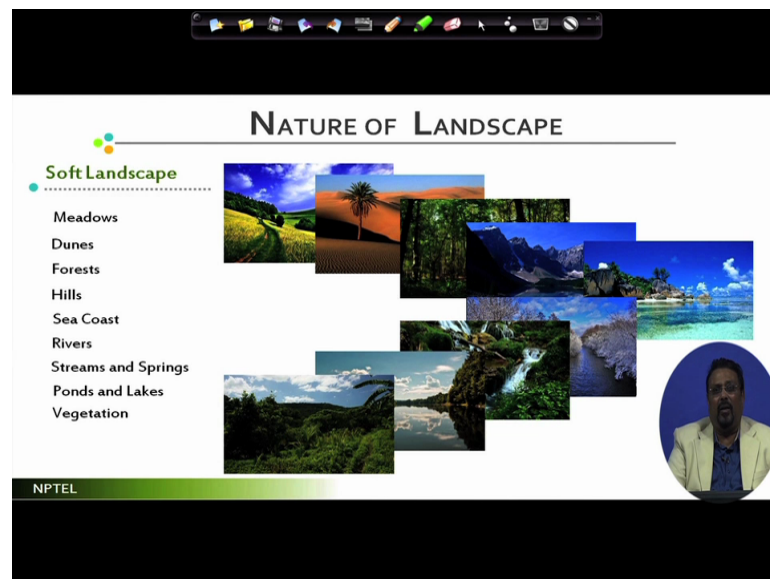 NATURE OF LANDSCAPE
Soft Landscape
Meadows
Dunes
Forests
Hills
Sea Coast
Rivers
Streams and Springs
Ponds and Lakes
Vegetation
NPTEL